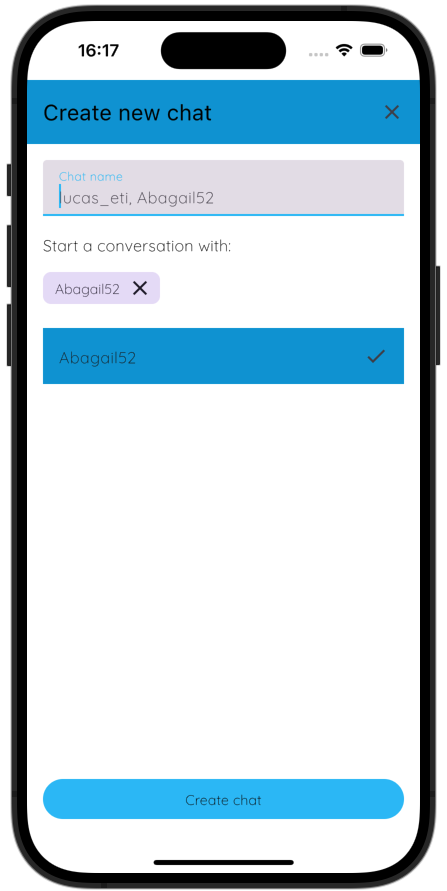 16:17
Create new chat
Chat name
lucas_eti, Abagail52
Start a conversation with:
Abagail52
Abagail52
Create chat